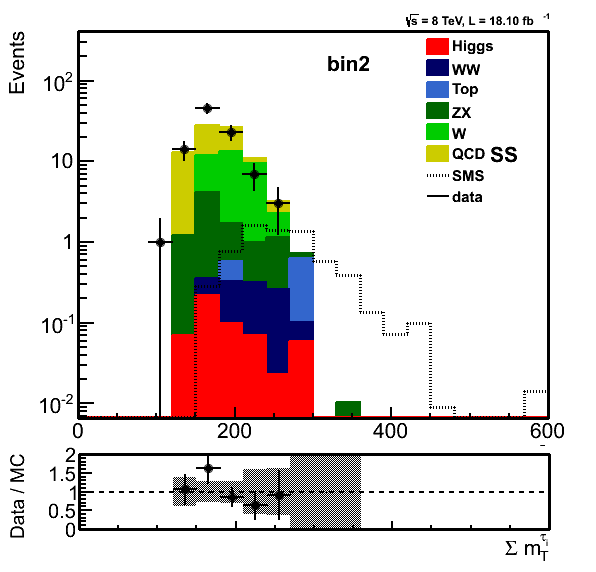 √s = 8 TeV, L = 18.10 fb⁻¹
Events
bin2
Higgs
WW
Top
ZX
W
QCD SS
SMS
data
10²
10
1
10⁻¹
10⁻²
0 200 400 600
Data / MC
2
1.5
1
0.5
0
Σ m_T^{τ_i}